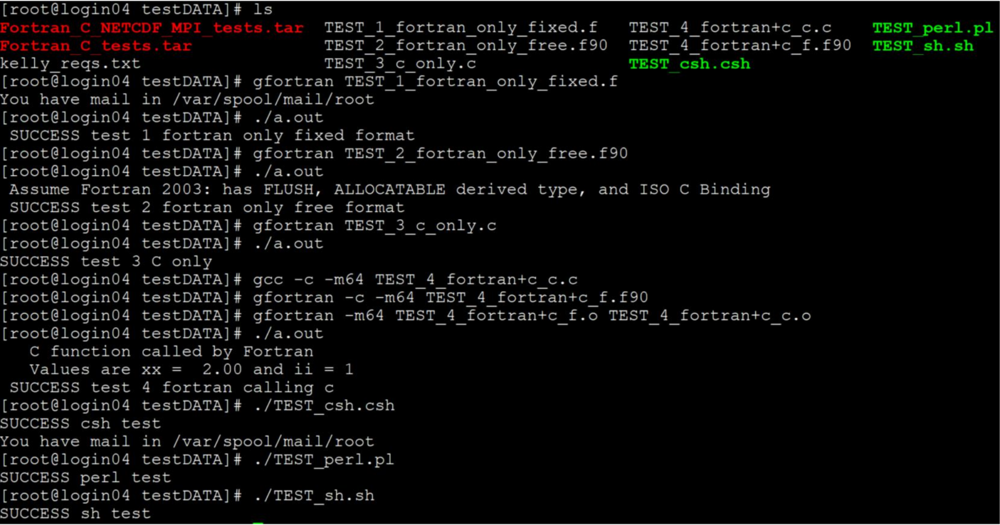 [root@login04 testDATA]# ls
Fortran_C_NETCDF_MPI_tests.tar  TEST_1_fortran_only_fixed.f   TEST_4_fortran+c_c.c    TEST_perl.pl
Fortran_C_tests.tar             TEST_2_fortran_only_free.f90  TEST_4_fortran+c_f.f90  TEST_sh.sh
kelly_reqs.txt                  TEST_3_c_only.c               TEST_csh.csh
[root@login04 testDATA]# gfortran TEST_1_fortran_only_fixed.f
You have mail in /var/spool/mail/root
[root@login04 testDATA]# ./a.out
 SUCCESS test 1 fortran only fixed format
[root@login04 testDATA]# gfortran TEST_2_fortran_only_free.f90
[root@login04 testDATA]# ./a.out
 Assume Fortran 2003: has FLUSH, ALLOCATABLE derived type, and ISO C Binding
 SUCCESS test 2 fortran only free format
[root@login04 testDATA]# gfortran TEST_3_c_only.c
[root@login04 testDATA]# ./a.out
SUCCESS test 3 C only
[root@login04 testDATA]# gcc -c -m64 TEST_4_fortran+c_c.c
[root@login04 testDATA]# gfortran -c -m64 TEST_4_fortran+c_f.f90
[root@login04 testDATA]# gfortran -m64 TEST_4_fortran+c_f.o TEST_4_fortran+c_c.o
[root@login04 testDATA]# ./a.out
   C function called by Fortran
   Values are xx =  2.00 and ii = 1
 SUCCESS test 4 fortran calling c
[root@login04 testDATA]# ./TEST_csh.csh
SUCCESS csh test
You have mail in /var/spool/mail/root
[root@login04 testDATA]# ./TEST_perl.pl
SUCCESS perl test
[root@login04 testDATA]# ./TEST_sh.sh
SUCCESS sh test